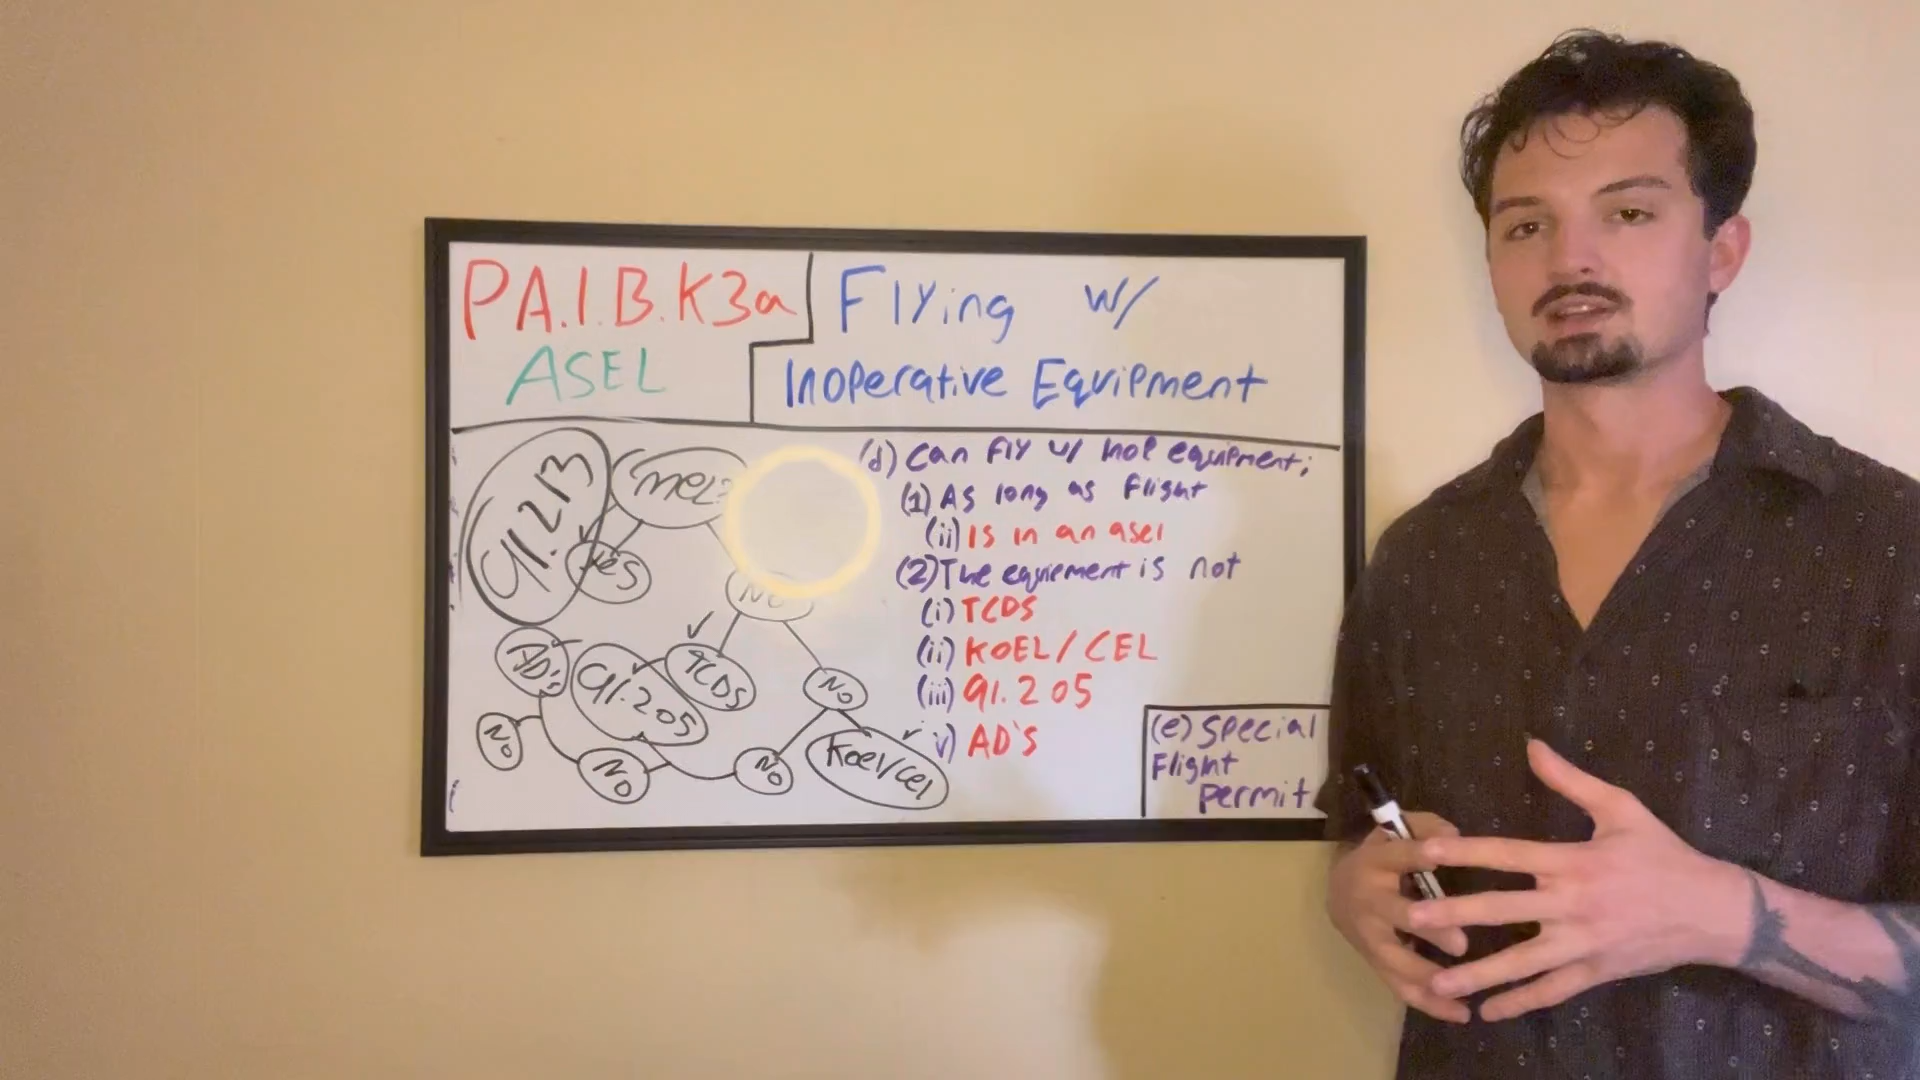 PA.I.B.K3a
ASEL
Flying w/
Inoperative Equipment
91.213
MEL?
Yes
No
TCDS
No
Koel/Cel
No
91.205
No
AD's
No
(d) Can fly w/ inop equipment;
(1) As long as flight
(ii) Is in an asel
(2) The equipment is not
(i) TCDS
(ii) KOEL/CEL
(iii) 91.205
v) AD's
(e) special
Flight
Permit